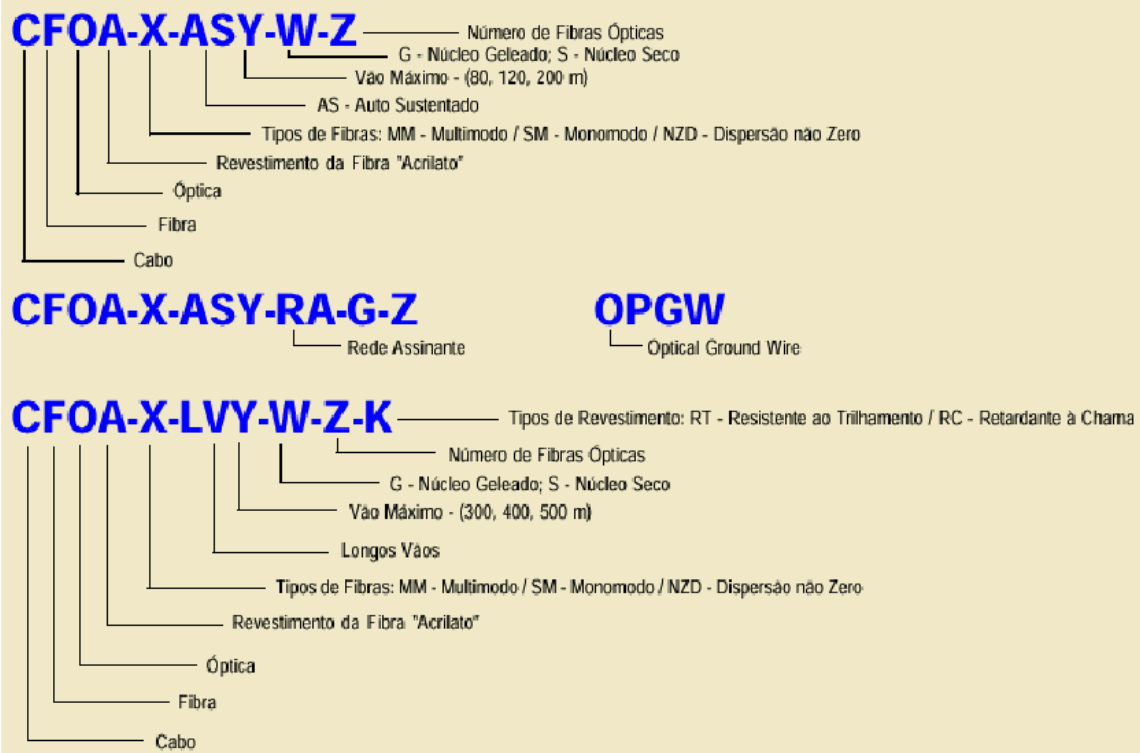 CFOA-X-ASY-W-Z
Número de Fibras Ópticas
G - Núcleo Geleado; S - Núcleo Seco
Vão Máximo - (80, 120, 200 m)
AS - Auto Sustentado
Tipos de Fibras: MM - Multimodo / SM - Monomodo / NZD - Dispersão não Zero
Revestimento da Fibra "Acrilato"
Óptica
Fibra
Cabo
CFOA-X-ASY-RA-G-Z
Rede Assinante
OPGW
Optical Ground Wire
CFOA-X-LVY-W-Z-K
Tipos de Revestimento: RT - Resistente ao Trilhamento / RC - Retardante à Chama
Número de Fibras Ópticas
G - Núcleo Geleado; S - Núcleo Seco
Vão Máximo - (300, 400, 500 m)
Longos Vãos
Tipos de Fibras: MM - Multimodo / SM - Monomodo / NZD - Dispersão não Zero
Revestimento da Fibra "Acrilato"
Óptica
Fibra
Cabo